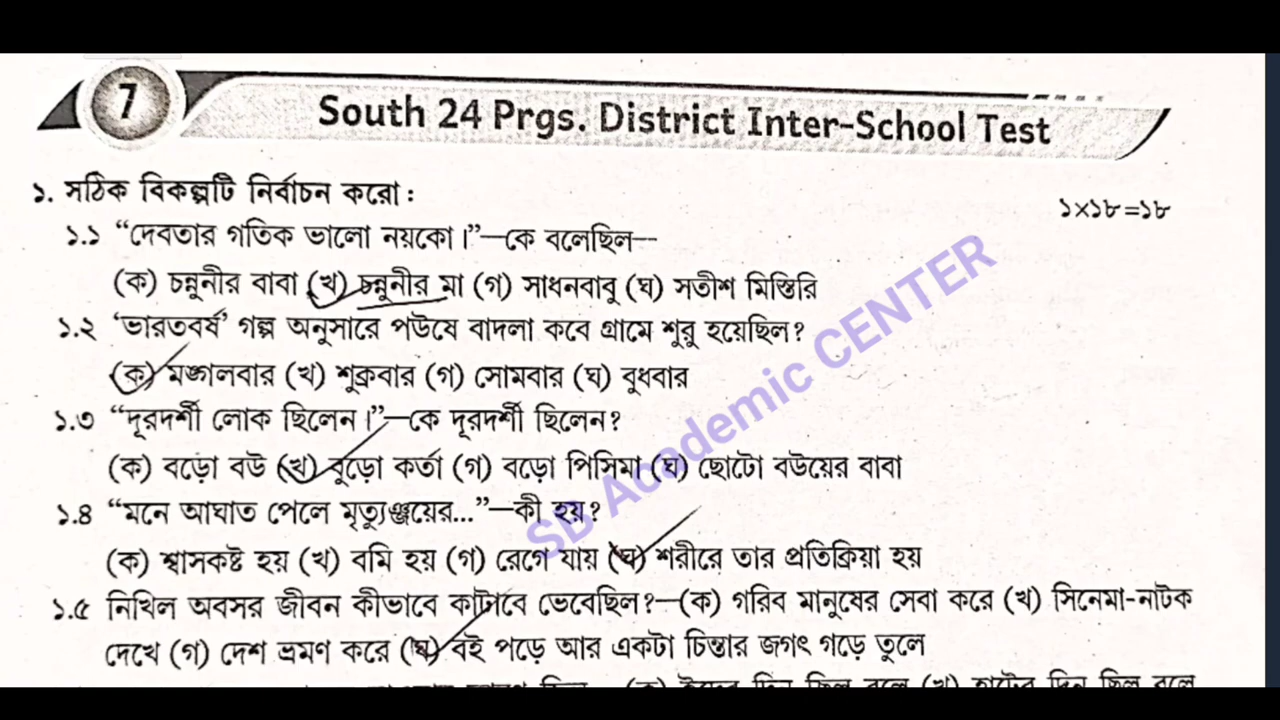 7
South 24 Prgs. District Inter-School Test
১. সঠিক বিকল্পটি নির্বাচন করো :
১×১৮=১৮
১.১ “দেবতার গতিক ভালো নয়কো।”—কে বলেছিল—
(ক) চন্নুনীর বাবা (খ) চন্নুনীর মা (গ) সাধনবাবু (ঘ) সতীশ মিস্তিরি
১.২ ‘ভারতবর্ষ’ গল্প অনুসারে পউষে বাদলা কবে গ্রামে শুরু হয়েছিল?
(ক) মঙ্গলবার (খ) শুক্রবার (গ) সোমবার (ঘ) বুধবার
১.৩ “দূরদর্শী লোক ছিলেন।”—কে দূরদর্শী ছিলেন?
(ক) বড়ো বউ (খ) বুড়ো কর্তা (গ) বড়ো পিসিমা (ঘ) ছোটো বউয়ের বাবা
১.৪ “মনে আঘাত পেলে মৃত্যুঞ্জয়ের...”—কী হয়?
(ক) শ্বাসকষ্ট হয় (খ) বমি হয় (গ) রেগে যায় (ঘ) শরীরে তার প্রতিক্রিয়া হয়
১.৫ নিখিল অবসর জীবন কীভাবে কাটাবে ভেবেছিল?—(ক) গরিব মানুষের সেবা করে (খ) সিনেমা-নাটক
দেখে (গ) দেশ ভ্রমণ করে (ঘ) বই পড়ে আর একটা চিন্তার জগৎ গড়ে তুলে
(ক) ইদের দিন ছিল বলে (খ) হাটের দিন ছিল বলে
SB Academic CENTER